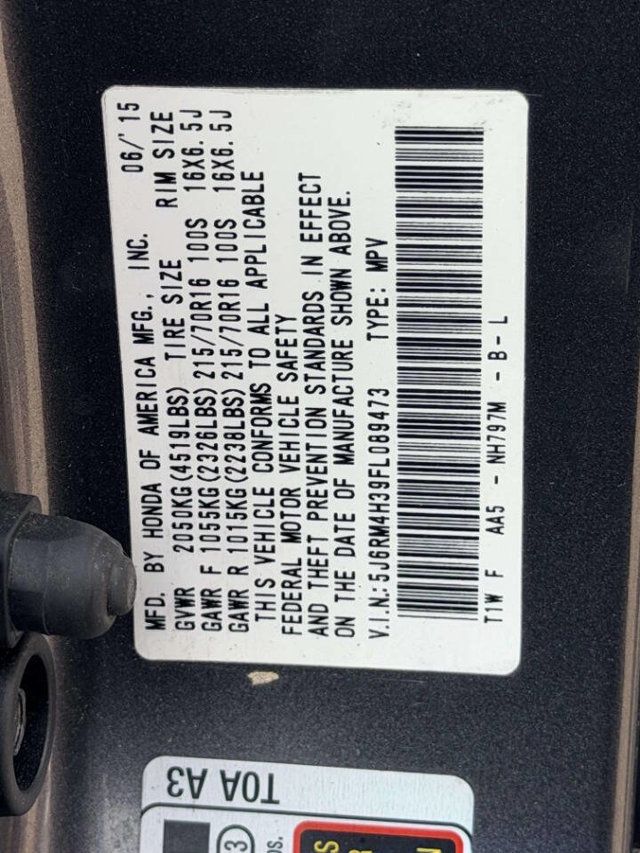 MFD. BY HONDA OF AMERICA MFG., INC. 06/'15
GVWR 2050KG(4519LBS) TIRE SIZE RIM SIZE
GAWR F 1055KG(2326LBS) 215/70R16 100S 16X6.5J
GAWR R 1015KG(2238LBS) 215/70R16 100S 16X6.5J
THIS VEHICLE CONFORMS TO ALL APPLICABLE
FEDERAL MOTOR VEHICLE SAFETY
AND THEFT PREVENTION STANDARDS IN EFFECT
ON THE DATE OF MANUFACTURE SHOWN ABOVE.
V.I.N.:5J6RM4H39FL089473 TYPE: MPV
T1W F AA5 - NH797M - B - L
T0A A3
3